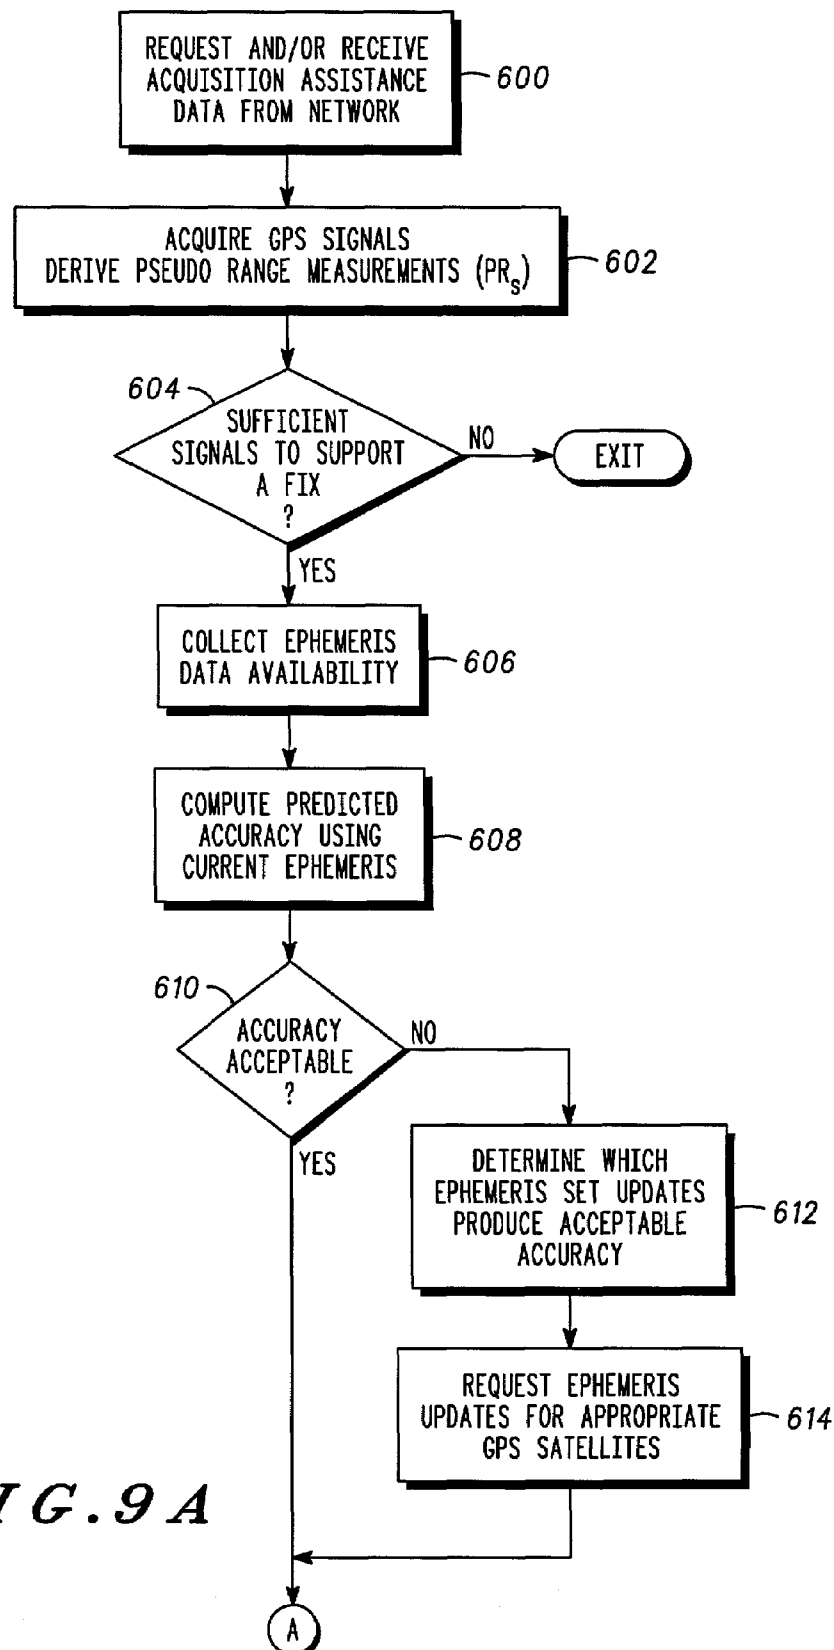 REQUEST AND/OR RECEIVE
ACQUISITION ASSISTANCE
DATA FROM NETWORK
600
ACQUIRE GPS SIGNALS
DERIVE PSEUDO RANGE MEASUREMENTS (PRS)
602
604
SUFFICIENT
SIGNALS TO SUPPORT
A FIX
?
NO
EXIT
YES
COLLECT EPHEMERIS
DATA AVAILABILITY
606
COMPUTE PREDICTED
ACCURACY USING
CURRENT EPHEMERIS
608
610
ACCURACY
ACCEPTABLE
?
NO
YES
DETERMINE WHICH
EPHEMERIS SET UPDATES
PRODUCE ACCEPTABLE
ACCURACY
612
REQUEST EPHEMERIS
UPDATES FOR APPROPRIATE
GPS SATELLITES
614
IG.9A
A